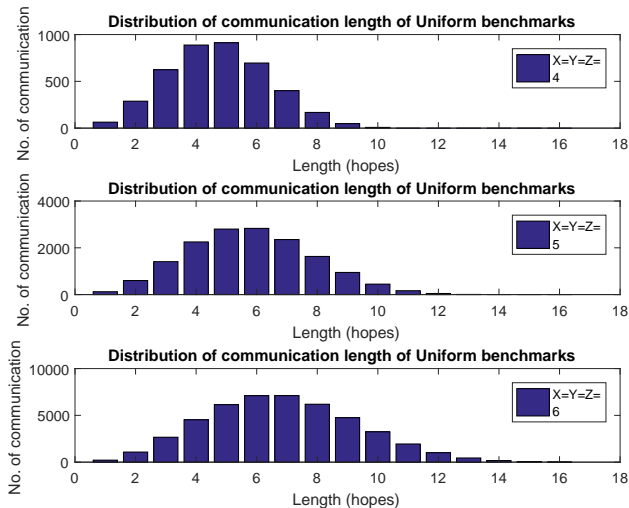 Distribution of communication length of Uniform benchmarks
No. of communication
1000
500
0
X=Y=Z=
4
0 2 4 6 8 10 12 14 16 18
Length (hopes)
Distribution of communication length of Uniform benchmarks
No. of communication
4000
2000
0
X=Y=Z=
5
0 2 4 6 8 10 12 14 16 18
Length (hopes)
Distribution of communication length of Uniform benchmarks
No. of communication
10000
5000
0
X=Y=Z=
6
0 2 4 6 8 10 12 14 16 18
Length (hopes)